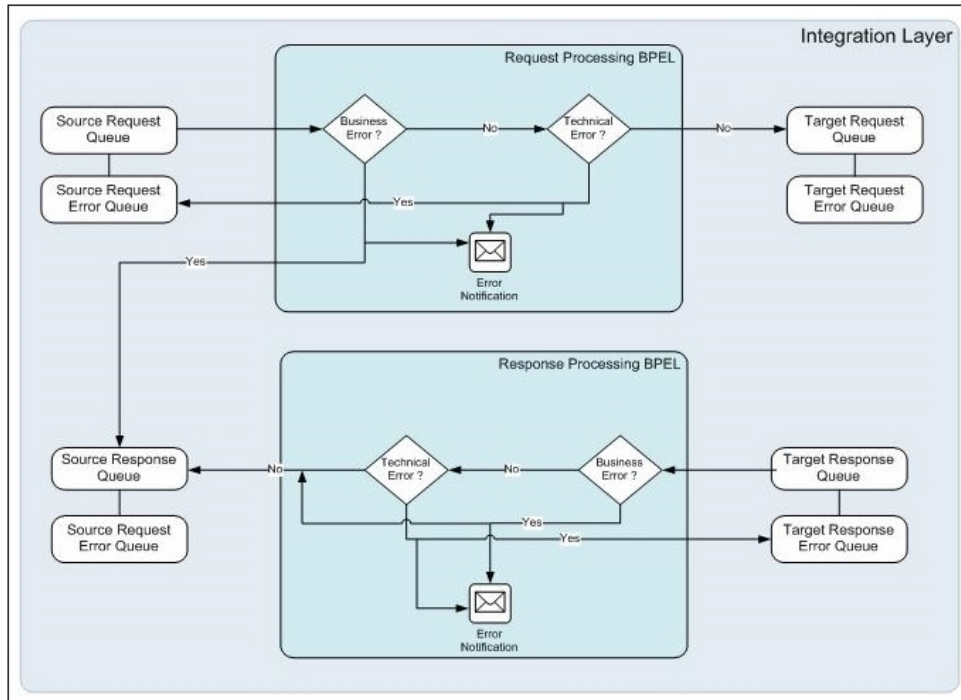 Integration Layer
Request Processing BPEL
Source Request
Queue
Business
Error ?
No
Technical
Error ?
No
Target Request
Queue
Source Request
Error Queue
Yes
Target Request
Error Queue
Yes
Error
Notification
Response Processing BPEL
Source Response
Queue
No
Technical
Error ?
No
Business
Error ?
Target Response
Queue
Source Request
Error Queue
Yes
Yes
Target Response
Error Queue
Error
Notification